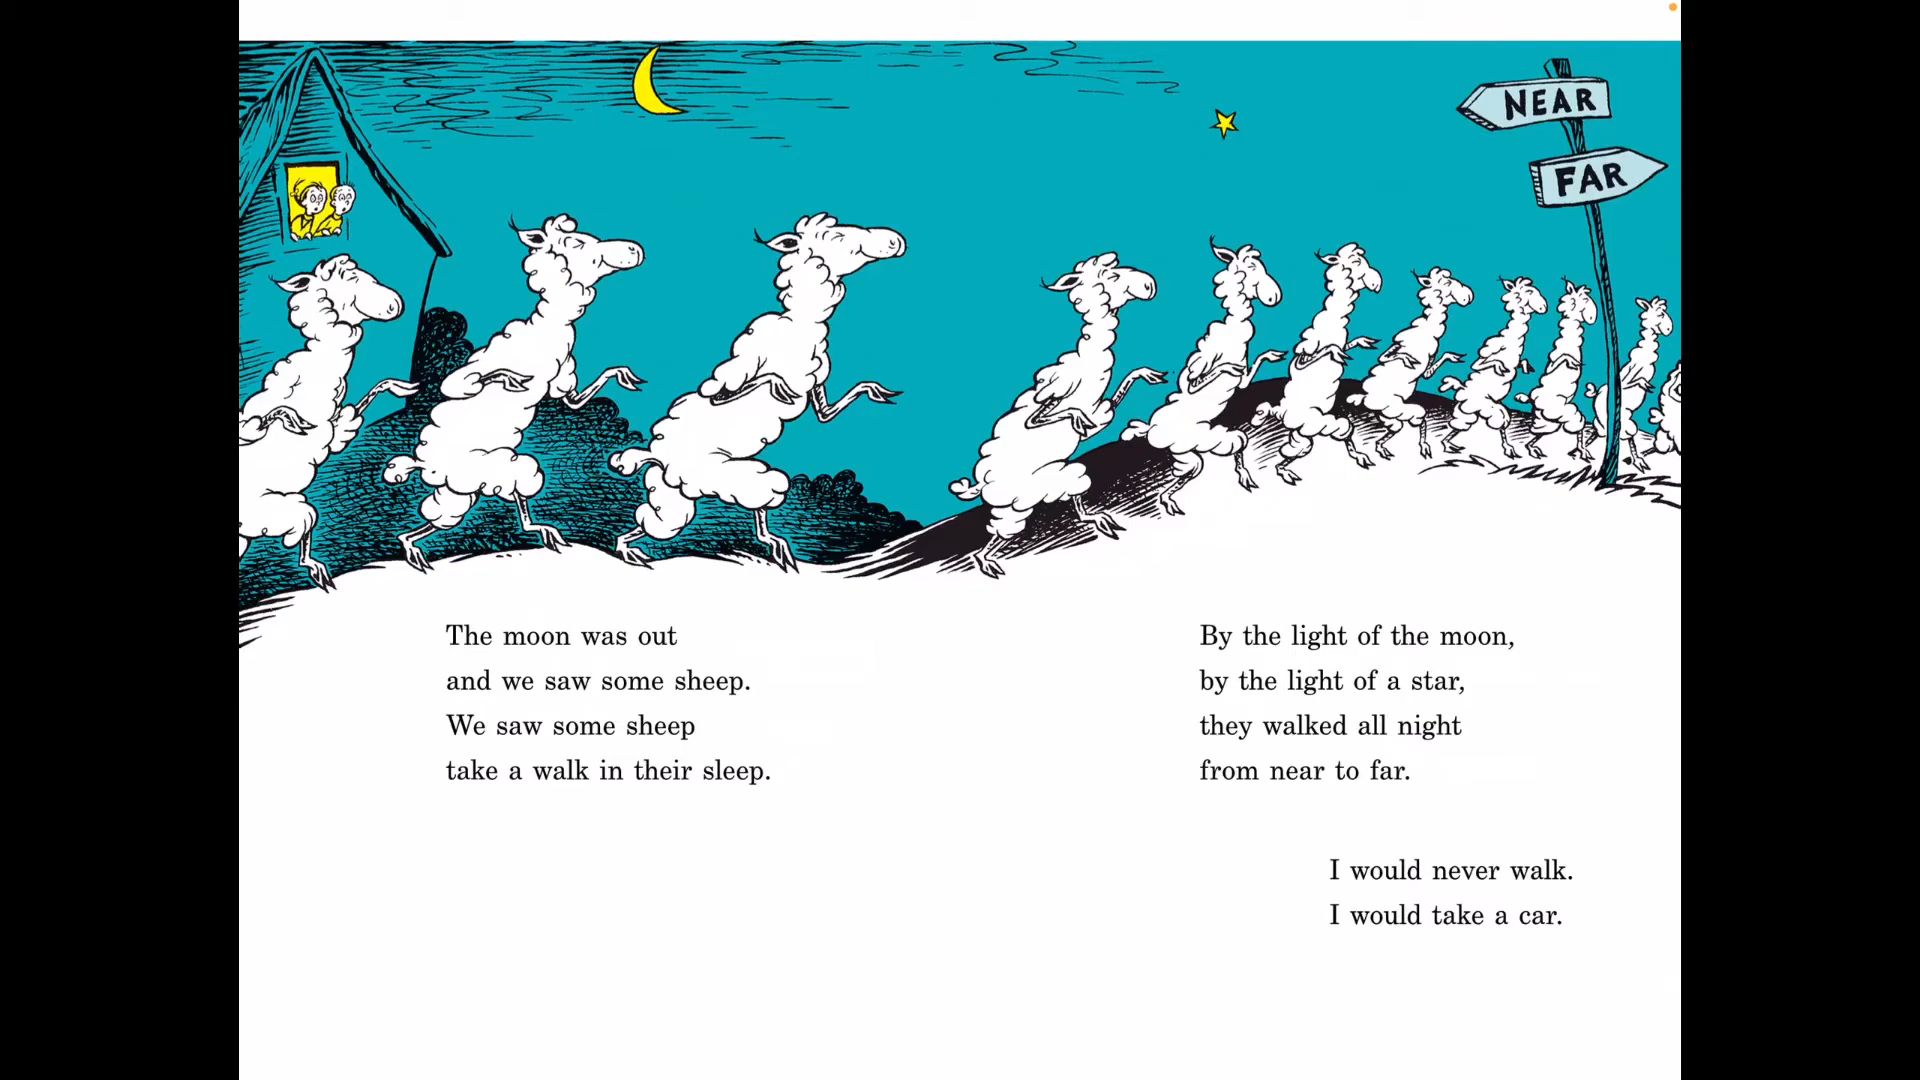 NEAR
FAR
The moon was out
and we saw some sheep.
We saw some sheep
take a walk in their sleep.
By the light of the moon,
by the light of a star,
they walked all night
from near to far.
I would never walk.
I would take a car.